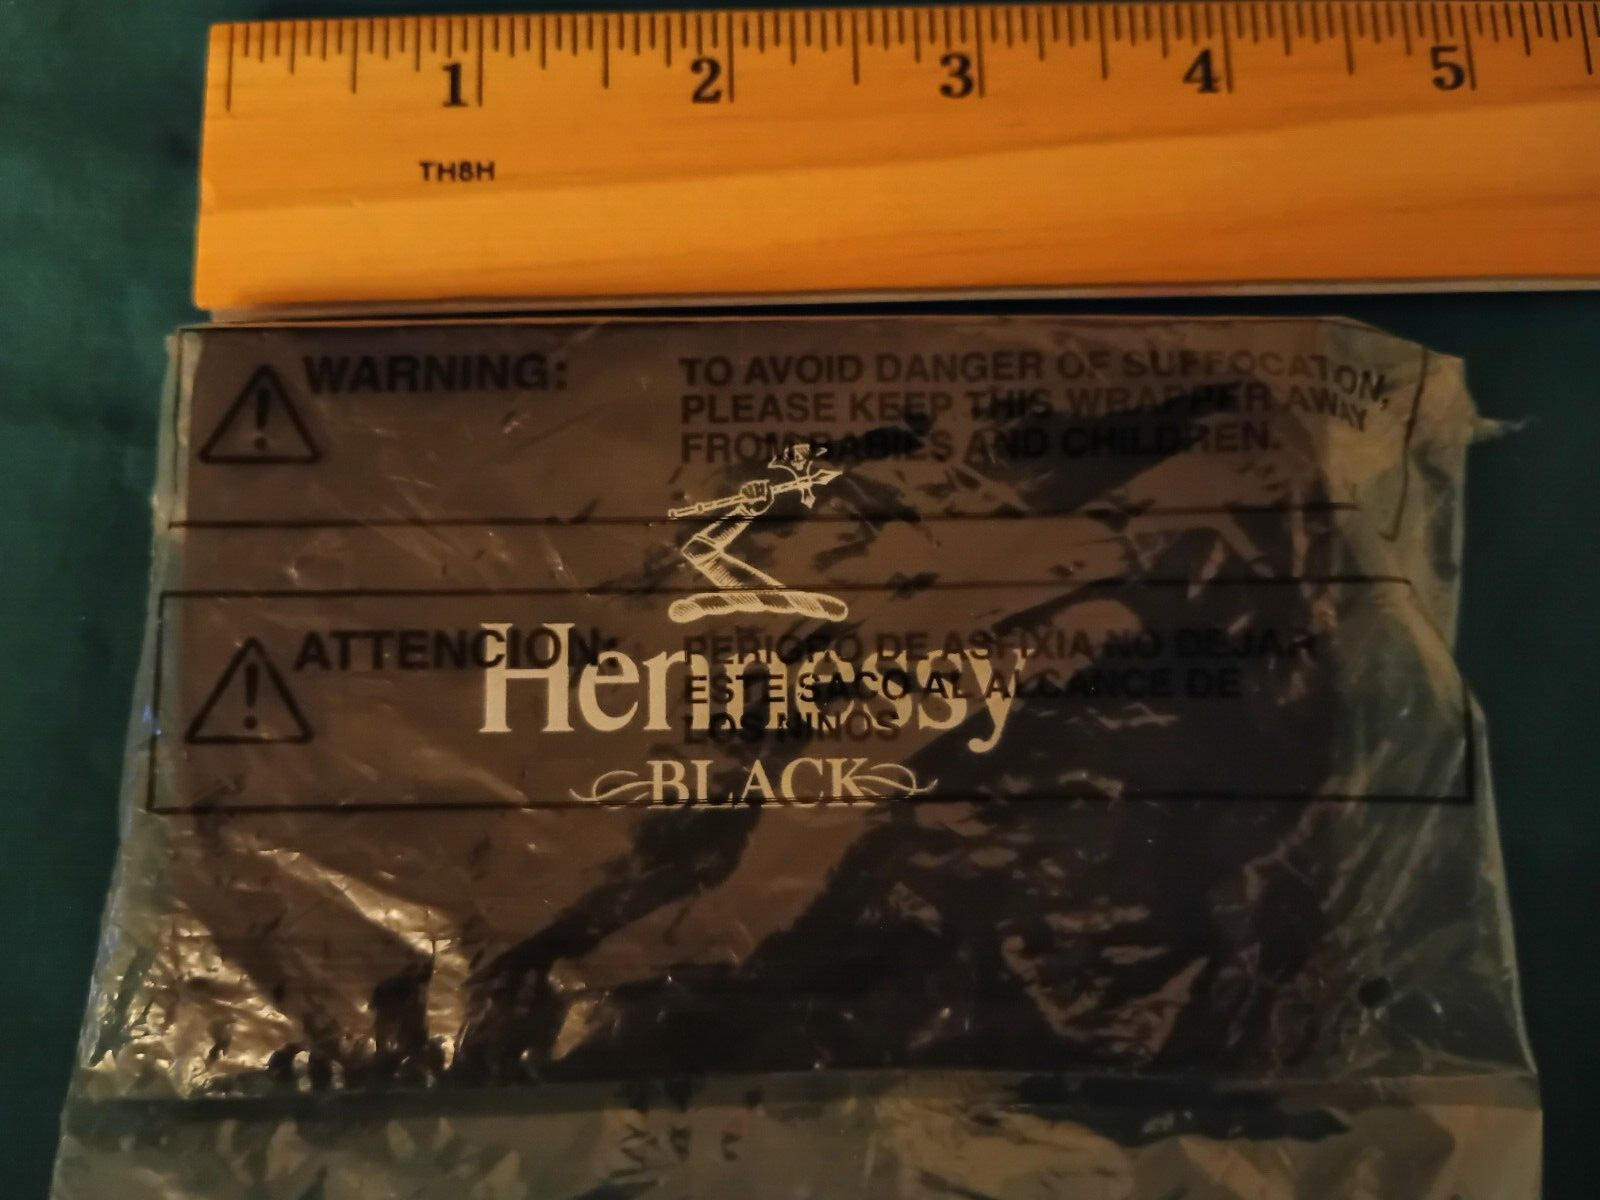 1 2 3 4 5
TH8H
WARNING:
TO AVOID DANGER OF SUFFOCATION,
PLEASE KEEP THIS WRAPPER AWAY
FROM BABIES AND CHILDREN.
ATTENCION:
PERIGRO DE ASFIXIA NO DEJAR
ESTE SACO AL ALCANCE DE
LOS NINOS
Hennessy
BLACK